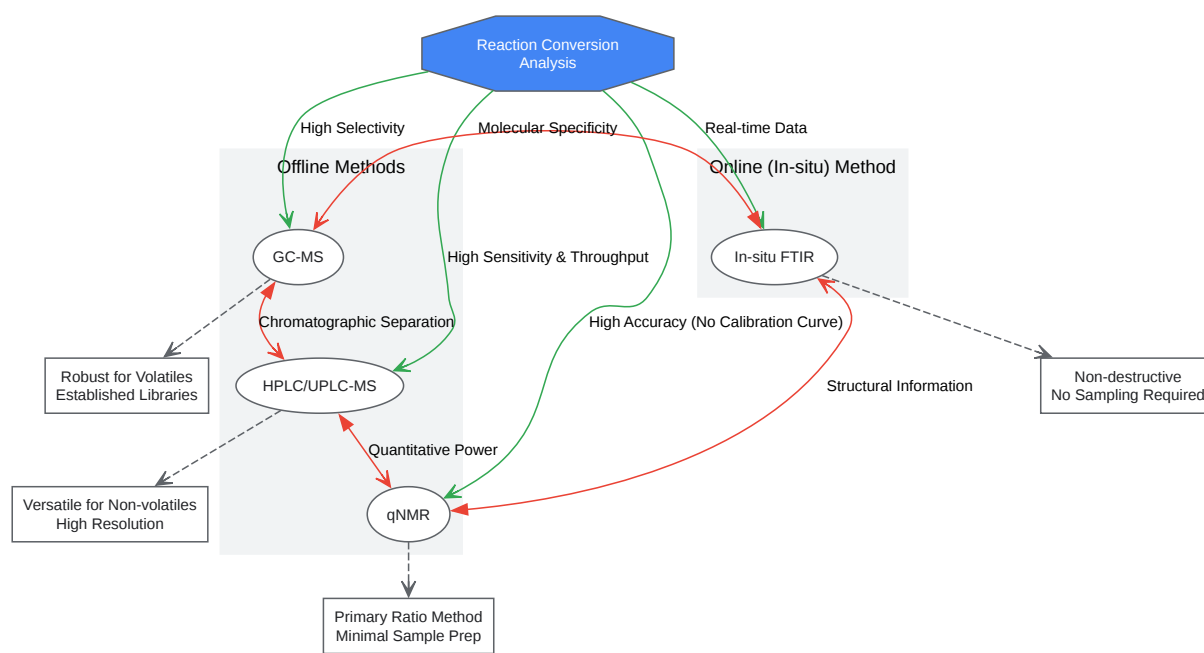 Reaction Conversion
Analysis
High Selectivity
Molecular Specificity
Real-time Data
Offline Methods
Online (In-situ) Method
GC-MS
High Sensitivity & Throughput
In-situ FTIR
Chromatographic Separation
High Accuracy (No Calibration Curve)
Robust for Volatiles
Established Libraries
HPLC/UPLC-MS
Structural Information
Non-destructive
No Sampling Required
Quantitative Power
Versatile for Non-volatiles
High Resolution
qNMR
Primary Ratio Method
Minimal Sample Prep